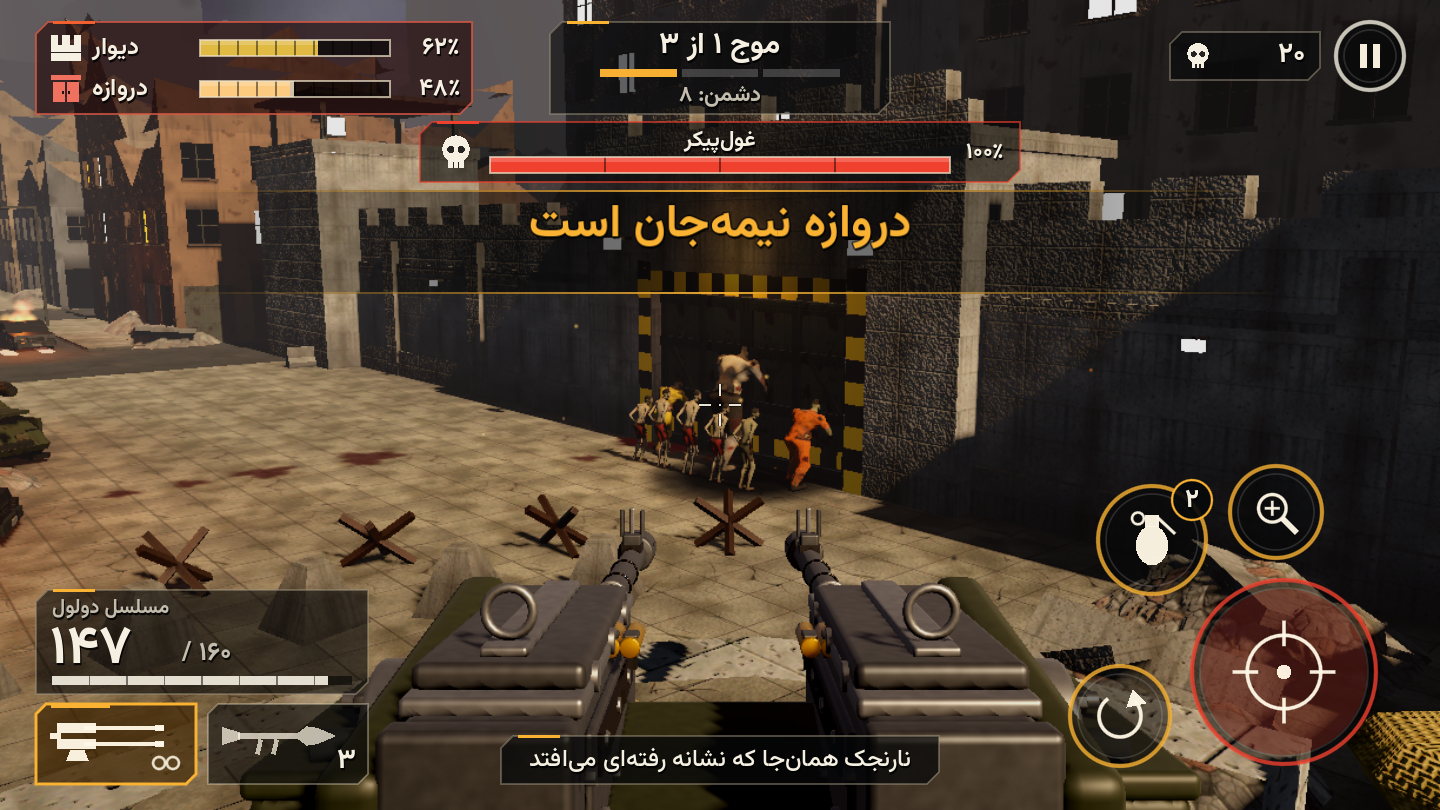 دیوار ۶۲٪
دروازه ۴۸٪
موج ۱ از ۳
دشمن: ۸
۲۰
غول‌پیکر ۱۰۰٪
دروازه نیمه‌جان است
۲
مسلسل دولول
۱۴۷ / ۱۶۰
∞
۳
نارنجک همان‌جا که نشانه رفته‌ای می‌افتد